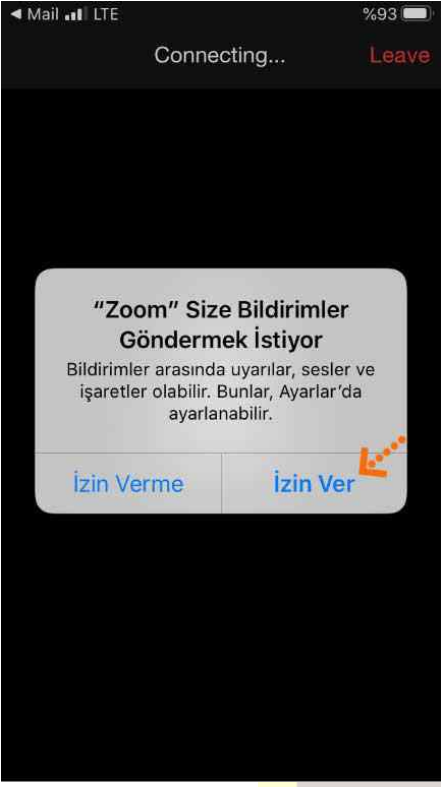 Mail LTE %93
Connecting... Leave
“Zoom” Size Bildirimler
Göndermek İstiyor
Bildirimler arasında uyarılar, sesler ve
işaretler olabilir. Bunlar, Ayarlar’da
ayarlanabilir.
İzin Verme İzin Ver